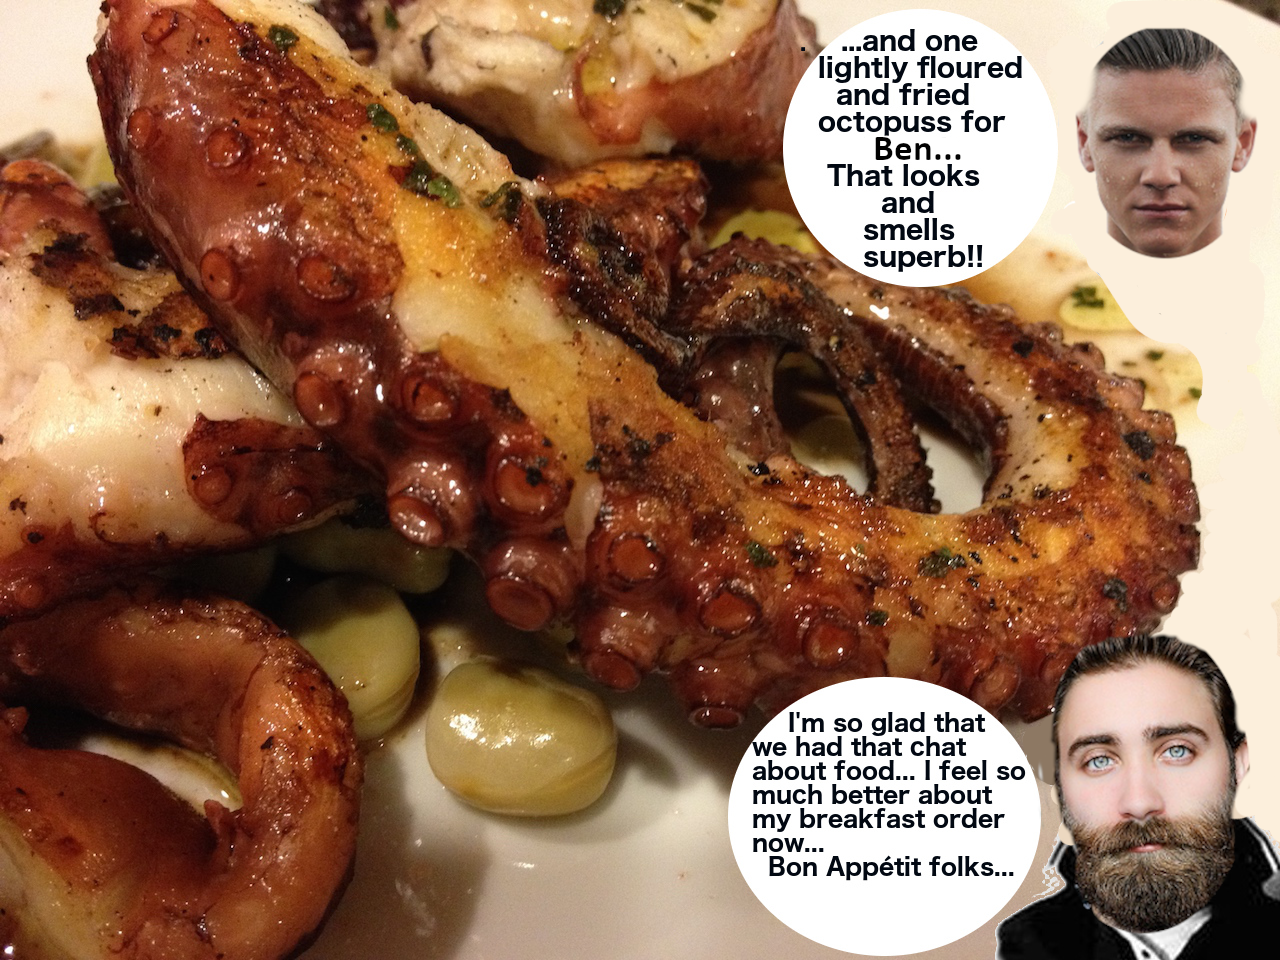 ...and one
lightly floured
and fried
octopuss for
Ben...
That looks
and
smells
superb!!
I'm so glad that
we had that chat
about food... I feel so
much better about
my breakfast order
now...
Bon Appétit folks...